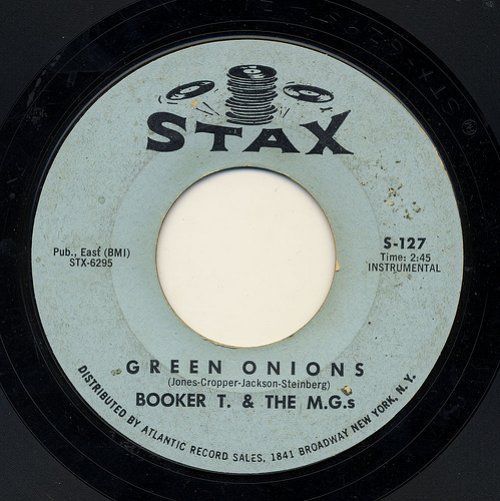 STAX
Pub., East (BMI)
STX-6295
S-127
Time: 2:45
INSTRUMENTAL
GREEN ONIONS
(Jones-Cropper-Jackson-Steinberg)
BOOKER T. & THE M.G.s
DISTRIBUTED BY ATLANTIC RECORD SALES, 1841 BROADWAY NEW YORK, N. Y.